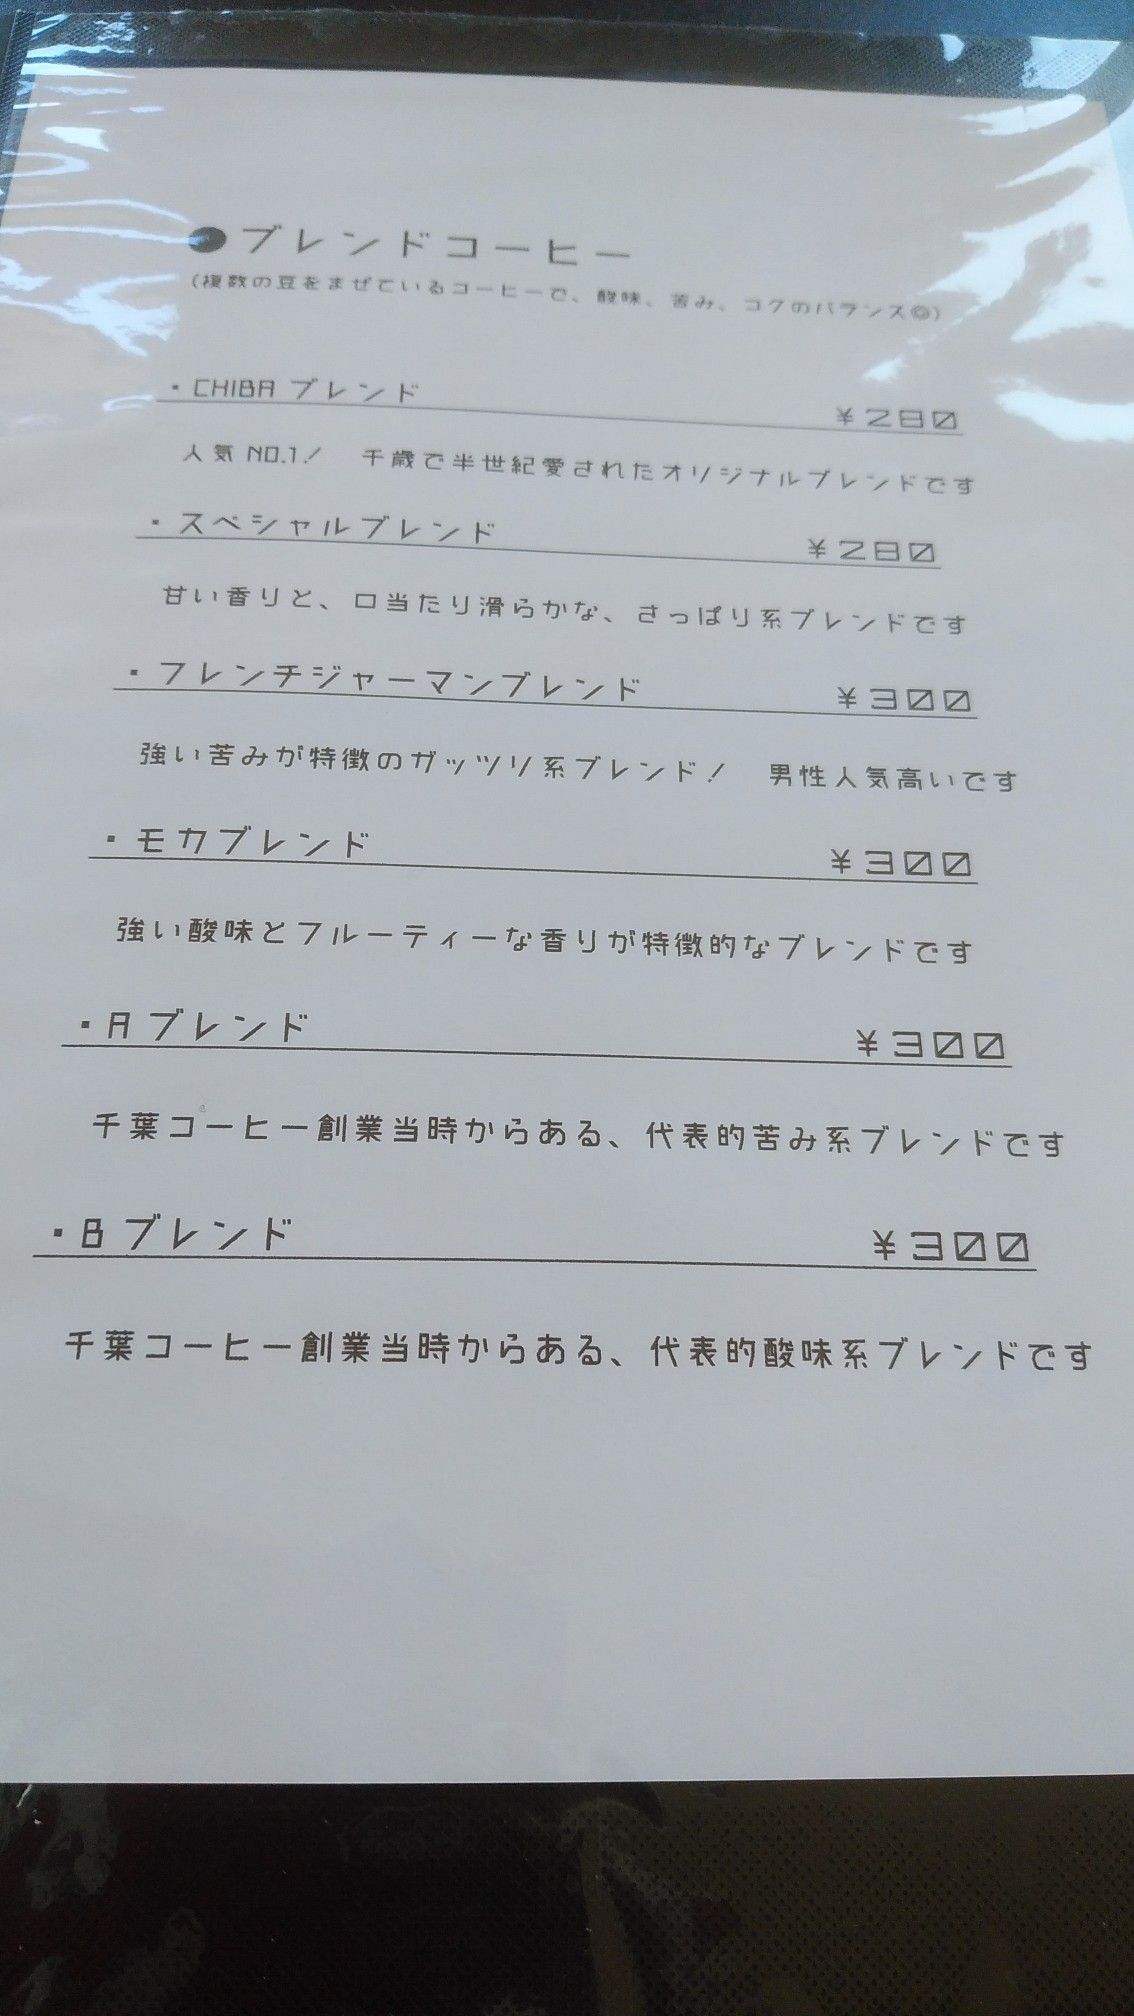 ●ブレンドコーヒー
(複数の豆をまぜているコーヒーで、酸味、苦み、コクのバランス◎)
・CHIBA ブレンド ¥280
人気 NO.1! 千歳で半世紀愛されたオリジナルブレンドです
・スペシャルブレンド ¥280
甘い香りと、口当たり滑らかな、さっぱり系ブレンドです
・フレンチジャーマンブレンド ¥300
強い苦みが特徴のガッツリ系ブレンド! 男性人気高いです
・モカブレンド ¥300
強い酸味とフルーティーな香りが特徴的なブレンドです
・A ブレンド ¥300
千葉コーヒー創業当時からある、代表的苦み系ブレンドです
・B ブレンド ¥300
千葉コーヒー創業当時からある、代表的酸味系ブレンドです